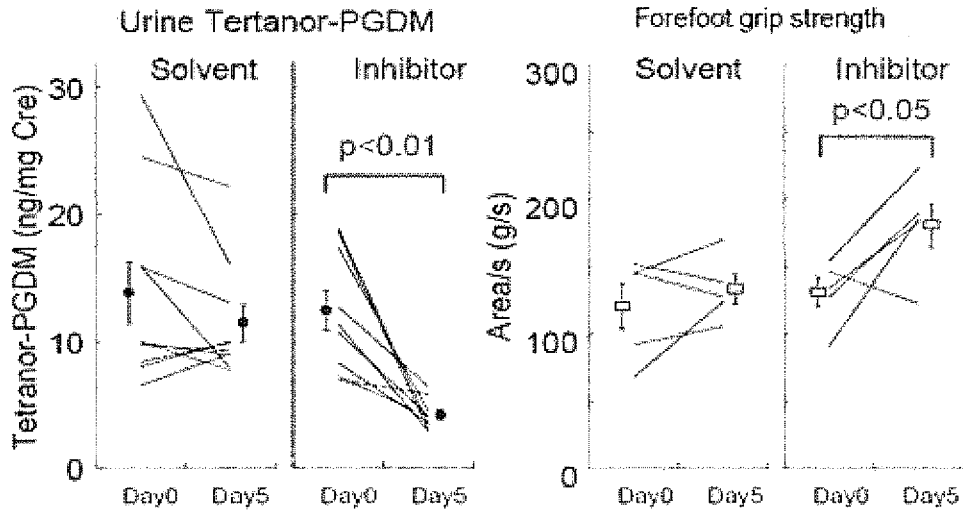 Urine Tertanor-PGDM
Solvent
Inhibitor
p<0.01
Tetranor-PGDM (ng/mg Cre)
30
20
10
0
Day0
Day5
Day0
Day5
Forefoot grip strength
Solvent
Inhibitor
p<0.05
Area/s (g/s)
300
200
100
0
Day0
Day5
Day0
Day5